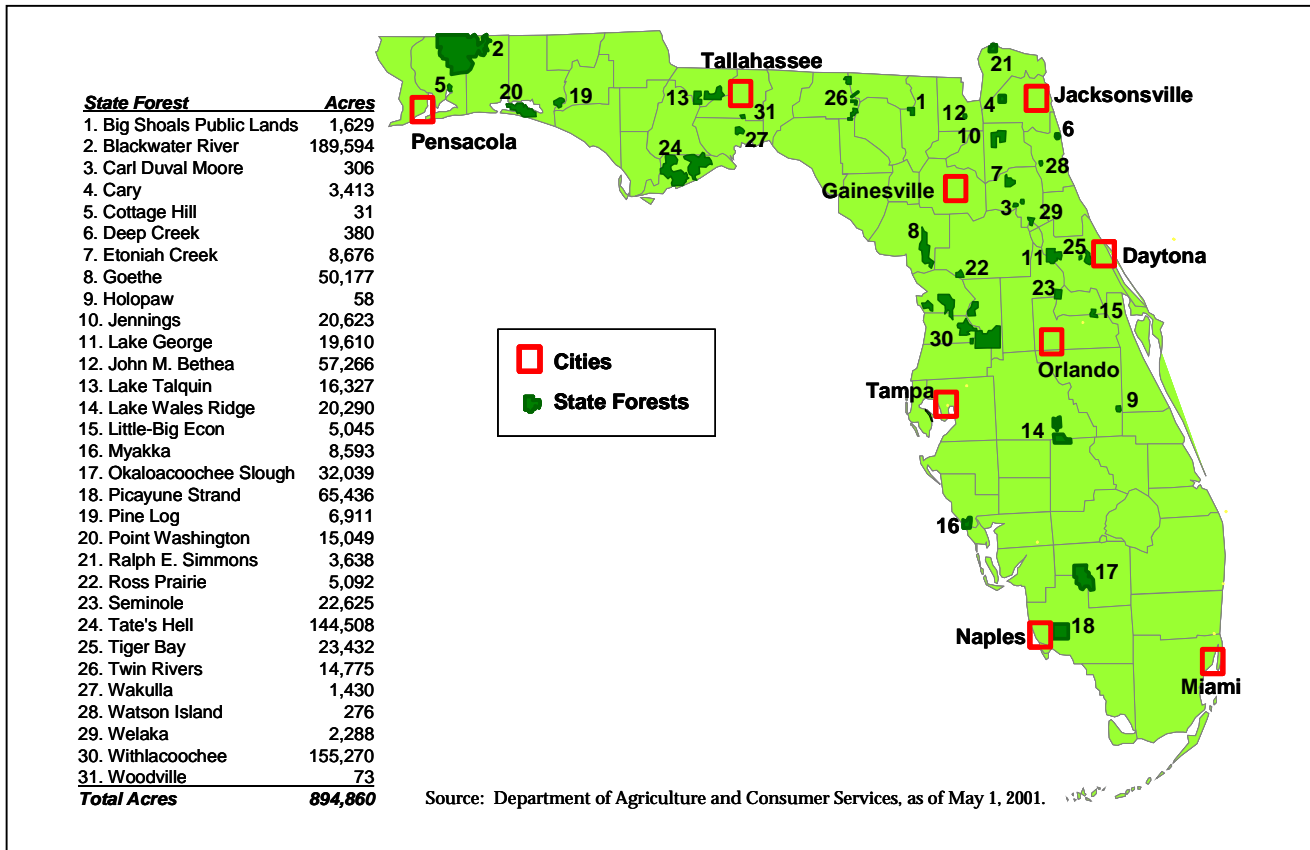 State Forest Acres
1. Big Shoals Public Lands 1,629
2. Blackwater River 189,594
3. Carl Duval Moore 306
4. Cary 3,413
5. Cottage Hill 31
6. Deep Creek 380
7. Etoniah Creek 8,676
8. Goethe 50,177
9. Holopaw 58
10. Jennings 20,623
11. Lake George 19,610
12. John M. Bethea 57,266
13. Lake Talquin 16,327
14. Lake Wales Ridge 20,290
15. Little-Big Econ 5,045
16. Myakka 8,593
17. Okaloacoochee Slough 32,039
18. Picayune Strand 65,436
19. Pine Log 6,911
20. Point Washington 15,049
21. Ralph E. Simmons 3,638
22. Ross Prairie 5,092
23. Seminole 22,625
24. Tate's Hell 144,508
25. Tiger Bay 23,432
26. Twin Rivers 14,775
27. Wakulla 1,430
28. Watson Island 276
29. Welaka 2,288
30. Withlacoochee 155,270
31. Woodville 73
Total Acres 894,860
2
5
Pensacola
20
19
Tallahassee
13
31
27
24
26
1
12
4
21
Jacksonsville
10
6
28
7
Gainesville
3
29
8
22
11
25
Daytona
23
15
30
Orlando
Tampa
9
14
16
17
Naples
18
Miami
Cities
State Forests
Source: Department of Agriculture and Consumer Services, as of May 1, 2001.